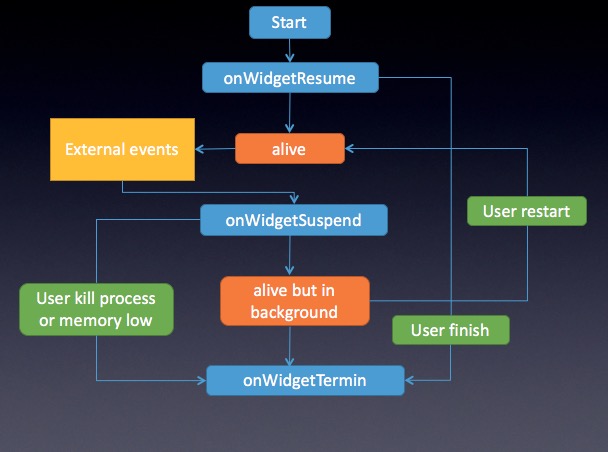 Start
onWidgetResume
External events
alive
User restart
onWidgetSuspend
User kill process
or memory low
alive but in
background
User finish
onWidgetTermin